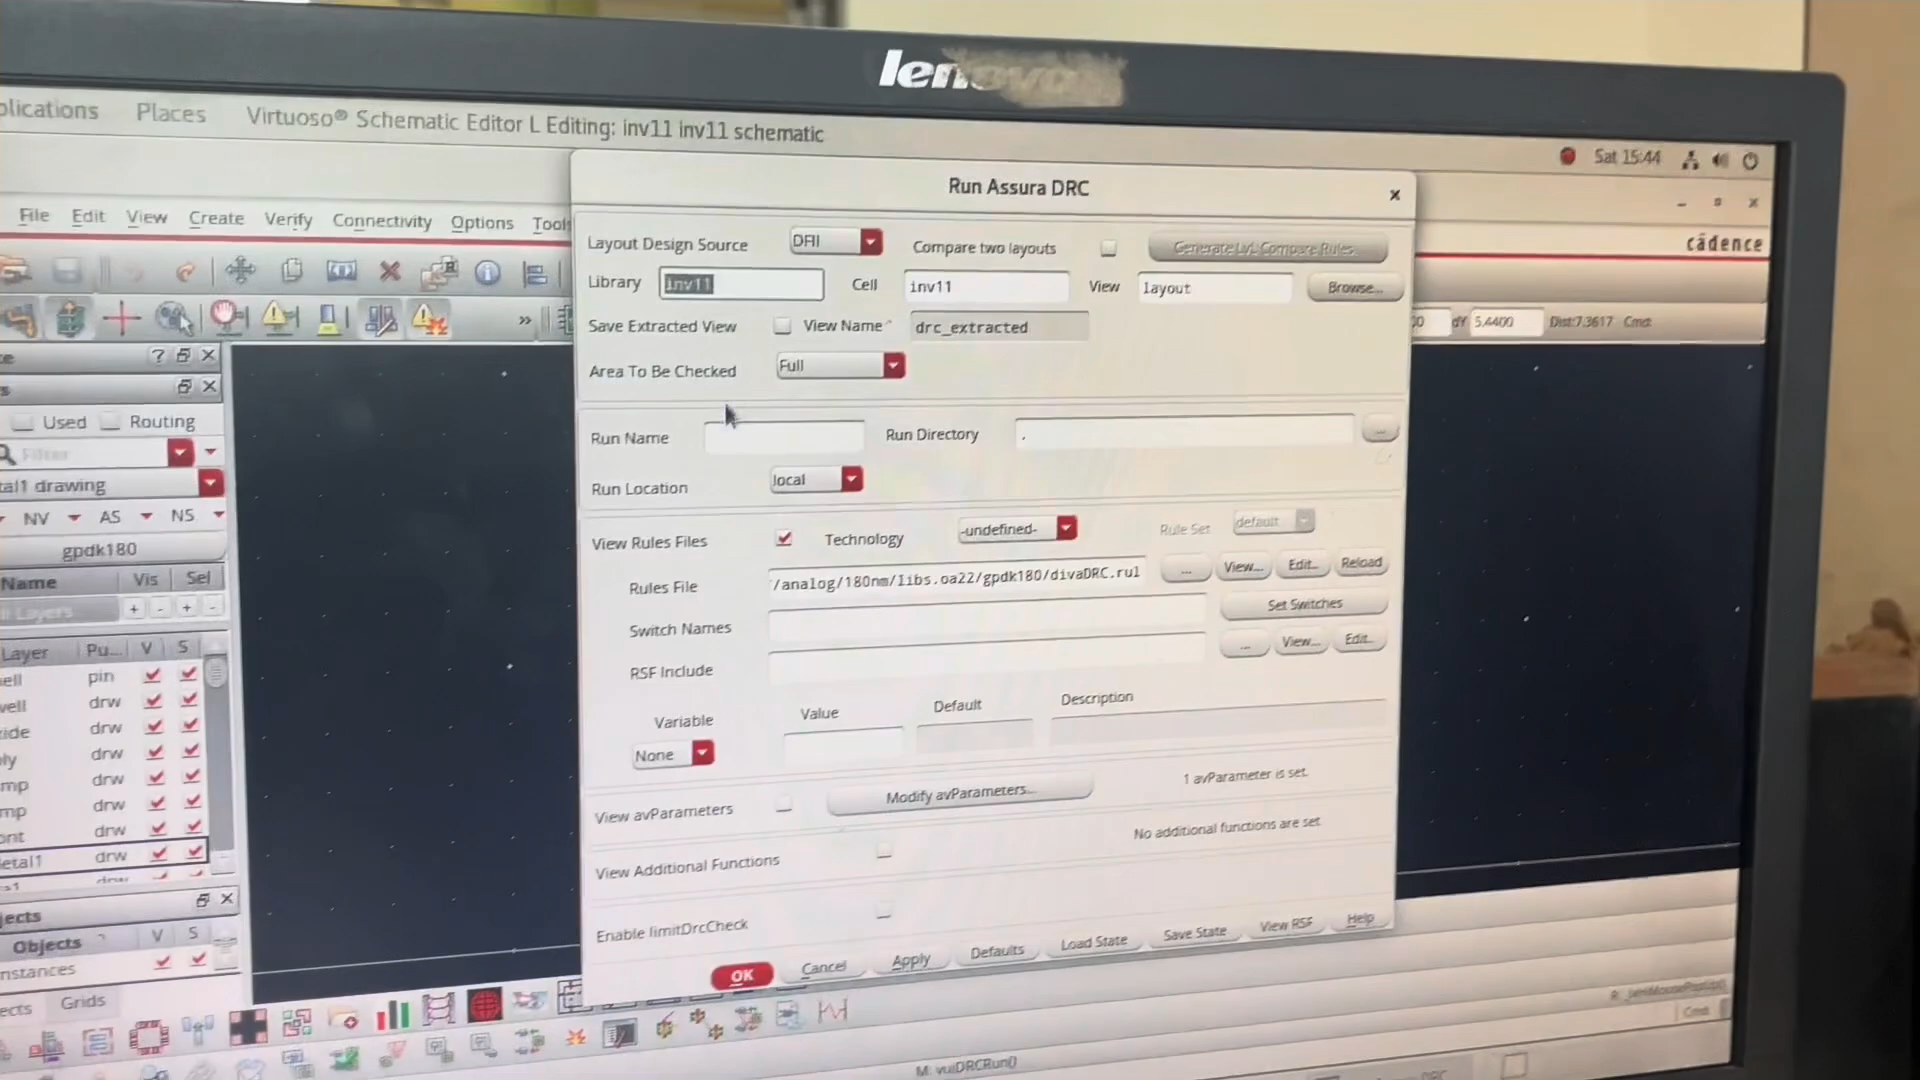 lenovo
Places Virtuoso® Schematic Editor L Editing: inv11 inv11 schematic
Sat 15:44
Run Assura DRC
File Edit View Create Verify Connectivity Options
cādence
Layout Design Source DFII Compare two layouts Generate LvL Compare Rules...
Library inv11 Cell inv11 View layout Browse...
Save Extracted View View Name drc_extracted
dY 5.4400 Dist:7.3617 Cmd:
Area To Be Checked Full
Used Routing
Run Name Run Directory .
Filter
drawing
Run Location local
NV AS NS
View Rules Files Technology -undefined- Rule Set default
gpdk180
Rules File /analog/180nm/libs.oa22/gpdk180/divaDRC.rul ... View... Edit... Reload
Name Vis Sel
Set Switches
Switch Names
Layer Pu... V S
RSF Include ... View... Edit...
pin
drw
Variable Value Default Description
drw
None
drw
drw
View avParameters Modify avParameters... 1 avParameter is set.
drw
drw
No additional functions are set.
View Additional Functions
drw
Enable limitDrcCheck
Objects V S
OK Cancel Apply Defaults Load State Save State View RSF Help
Grids
M: vuiDRCRun()